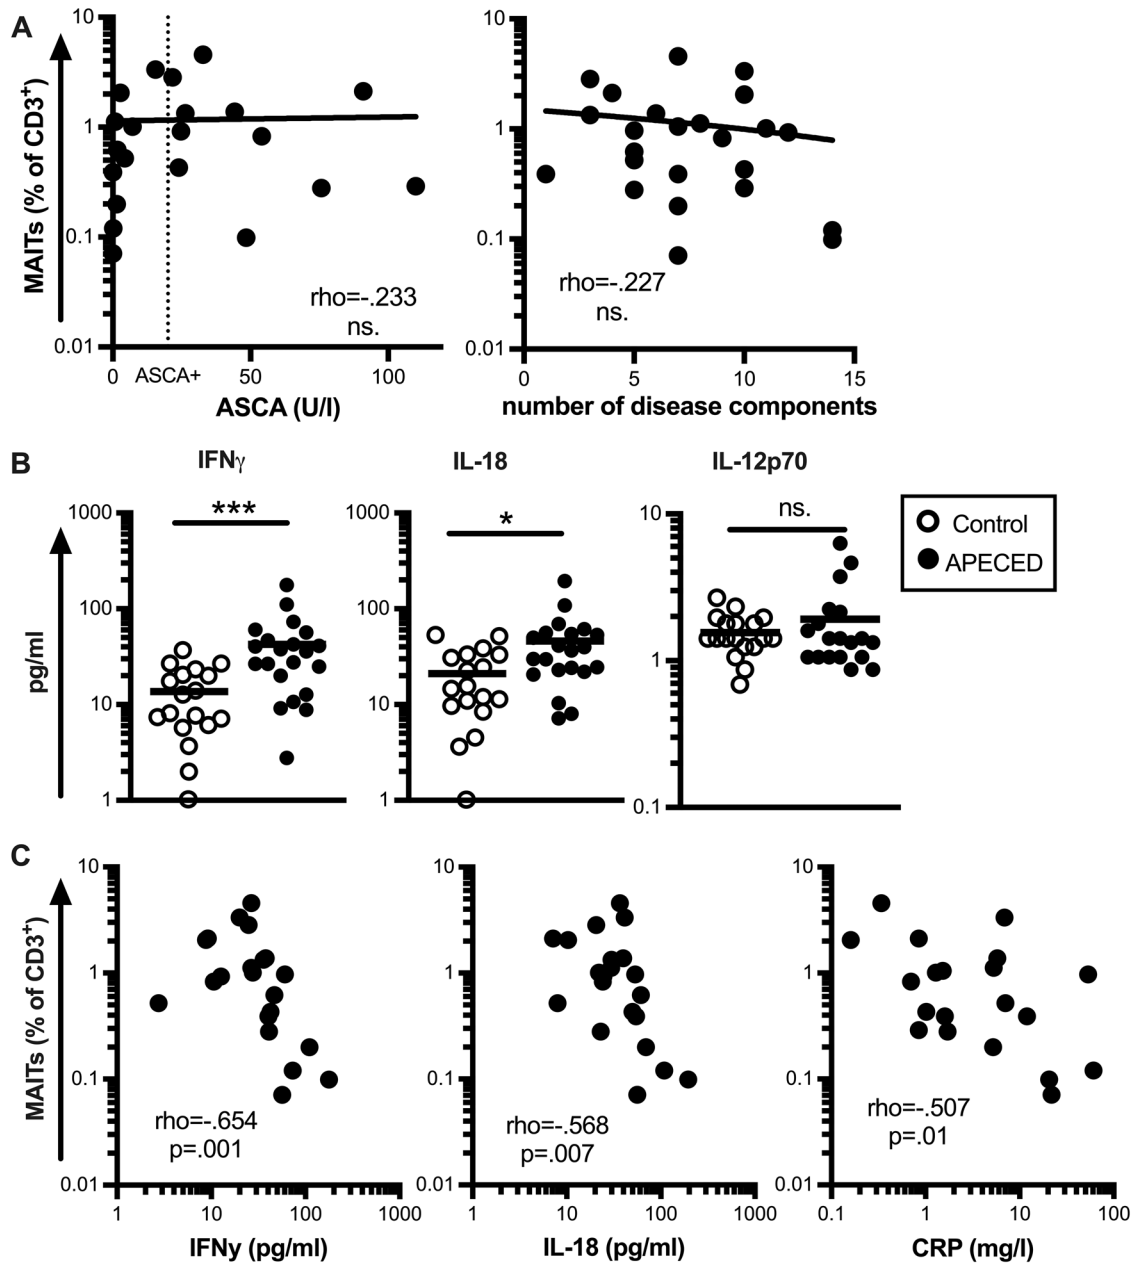 A
MAITs (% of CD3+)
10
1
0.1
0.01
rho=-.233
ns.
0 ASCA+ 50 100
ASCA (U/l)
10
1
0.1
0.01
rho=-.227
ns.
0 5 10 15
number of disease components
B
pg/ml
IFNγ
***
1000
100
10
1
IL-18
*
1000
100
10
1
IL-12p70
ns.
10
1
0.1
Control
APECED
C
MAITs (% of CD3+)
10
1
0.1
0.01
rho=-.654
p=.001
1 10 100 1000
IFNy (pg/ml)
10
1
0.1
0.01
rho=-.568
p=.007
1 10 100 1000
IL-18 (pg/ml)
10
1
0.1
0.01
rho=-.507
p=.01
0.1 1 10 100
CRP (mg/l)